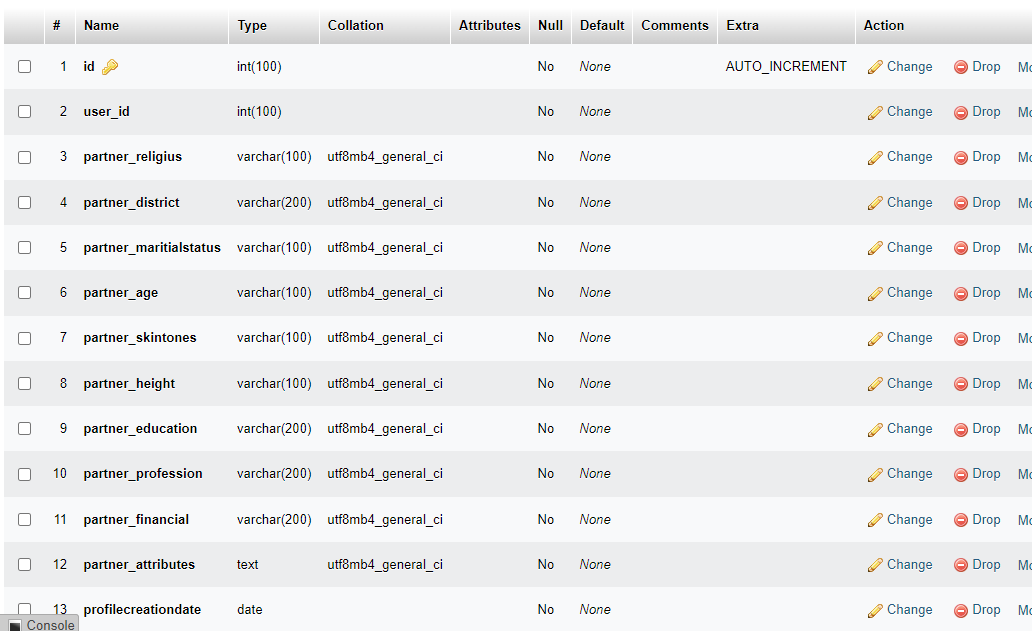 # Name Type Collation Attributes Null Default Comments Extra Action
1 id int(100) No None AUTO_INCREMENT Change Drop Mo
2 user_id int(100) No None Change Drop Mo
3 partner_religius varchar(100) utf8mb4_general_ci No None Change Drop Mo
4 partner_district varchar(200) utf8mb4_general_ci No None Change Drop Mo
5 partner_maritialstatus varchar(100) utf8mb4_general_ci No None Change Drop Mo
6 partner_age varchar(100) utf8mb4_general_ci No None Change Drop Mo
7 partner_skintones varchar(100) utf8mb4_general_ci No None Change Drop Mo
8 partner_height varchar(100) utf8mb4_general_ci No None Change Drop Mo
9 partner_education varchar(200) utf8mb4_general_ci No None Change Drop Mo
10 partner_profession varchar(200) utf8mb4_general_ci No None Change Drop Mo
11 partner_financial varchar(200) utf8mb4_general_ci No None Change Drop Mo
12 partner_attributes text utf8mb4_general_ci No None Change Drop Mo
13 profilecreationdate date No None Change Drop Mo
Console